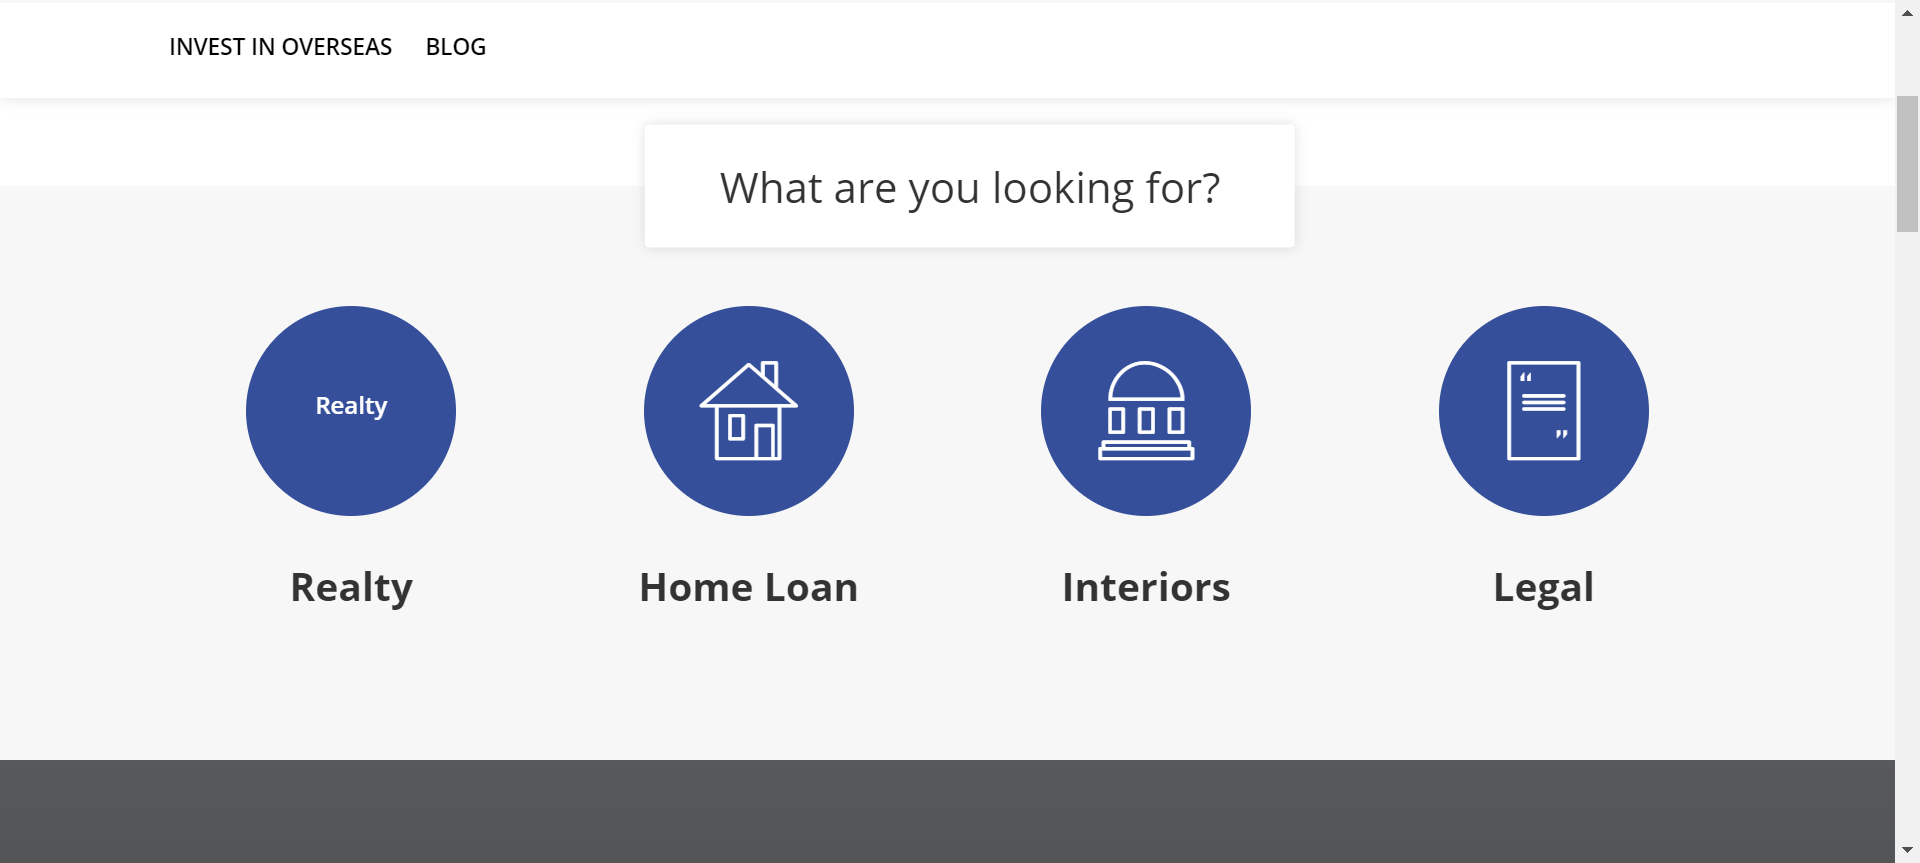 INVEST IN OVERSEAS BLOG
What are you looking for?
Realty
“
”
Realty Home Loan Interiors Legal